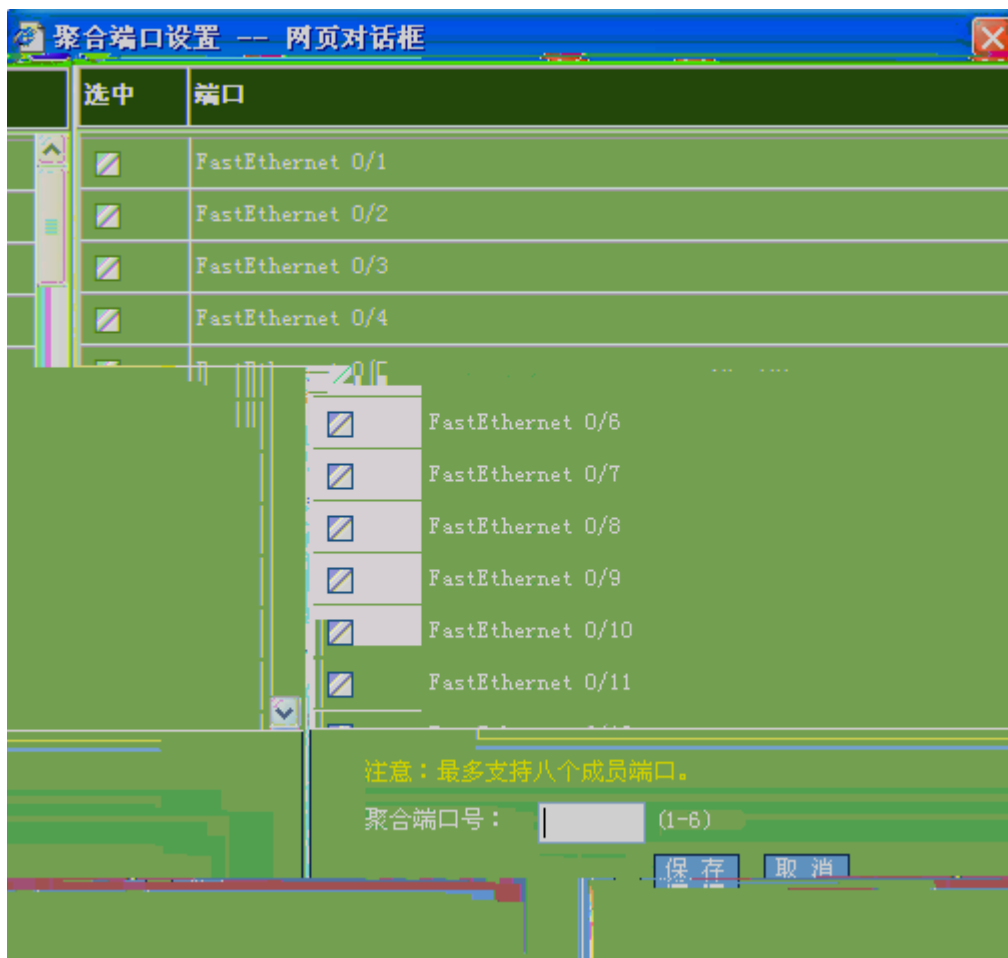 聚合端口设置 -- 网页对话框
选中 端口
FastEthernet 0/1
FastEthernet 0/2
FastEthernet 0/3
FastEthernet 0/4
FastEthernet 0/6
FastEthernet 0/7
FastEthernet 0/8
FastEthernet 0/9
FastEthernet 0/10
FastEthernet 0/11
注意：最多支持八个成员端口。
聚合端口号： (1-6)
保 存 取 消